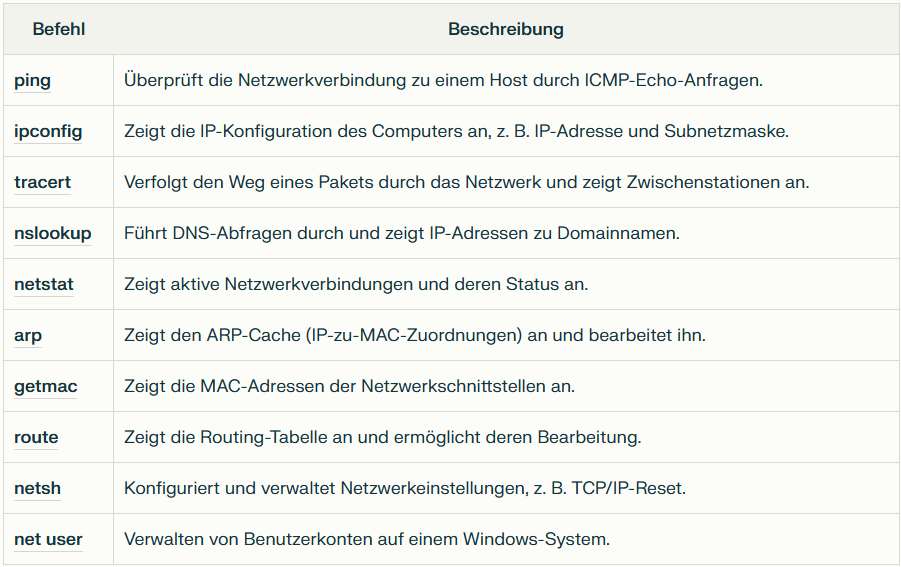 Befehl Beschreibung
ping Überprüft die Netzwerkverbindung zu einem Host durch ICMP-Echo-Anfragen.
ipconfig Zeigt die IP-Konfiguration des Computers an, z. B. IP-Adresse und Subnetzmaske.
tracert Verfolgt den Weg eines Pakets durch das Netzwerk und zeigt Zwischenstationen an.
nslookup Führt DNS-Abfragen durch und zeigt IP-Adressen zu Domainnamen.
netstat Zeigt aktive Netzwerkverbindungen und deren Status an.
arp Zeigt den ARP-Cache (IP-zu-MAC-Zuordnungen) an und bearbeitet ihn.
getmac Zeigt die MAC-Adressen der Netzwerkschnittstellen an.
route Zeigt die Routing-Tabelle an und ermöglicht deren Bearbeitung.
netsh Konfiguriert und verwaltet Netzwerkeinstellungen, z. B. TCP/IP-Reset.
net user Verwalten von Benutzerkonten auf einem Windows-System.